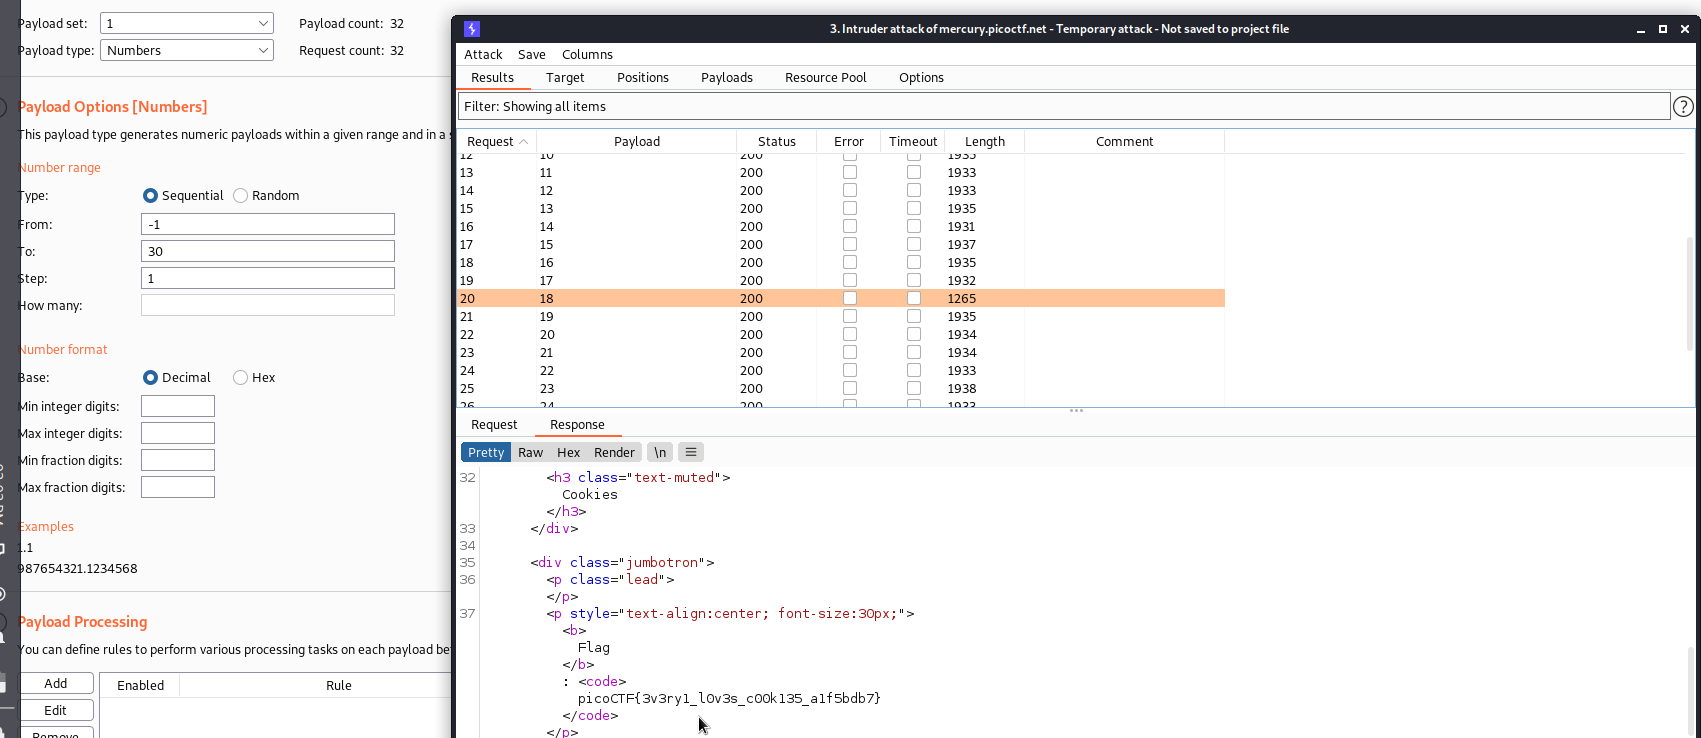 Payload set: 1 Payload count: 32
Payload type: Numbers Request count: 32
Payload Options [Numbers]
This payload type generates numeric payloads within a given range and in a
Number range
Type: Sequential Random
From: -1
To: 30
Step: 1
How many:
Number format
Base: Decimal Hex
Min integer digits:
Max integer digits:
Min fraction digits:
Max fraction digits:
Examples
1.1
987654321.1234568
Payload Processing
You can define rules to perform various processing tasks on each payload
Add Enabled Rule
Edit
Remove
3. Intruder attack of mercury.picoctf.net - Temporary attack - Not saved to project file
Attack Save Columns
Results Target Positions Payloads Resource Pool Options
Filter: Showing all items ?
Request Payload Status Error Timeout Length Comment
12 10 200 1935
13 11 200 1933
14 12 200 1933
15 13 200 1935
16 14 200 1931
17 15 200 1937
18 16 200 1935
19 17 200 1932
20 18 200 1265
21 19 200 1935
22 20 200 1934
23 21 200 1934
24 22 200 1933
25 23 200 1938
26 24 200 1933
Request Response
Pretty Raw Hex Render \n
32 <h3 class="text-muted">
Cookies
</h3>
33 </div>
34
35 <div class="jumbotron">
36 <p class="lead">
</p>
37 <p style="text-align:center; font-size:30px;">
<b>
Flag
</b>
: <code>
picoCTF{3v3ry1_l0v3s_c00k135_a1f5bdb7}
</code>
</p>